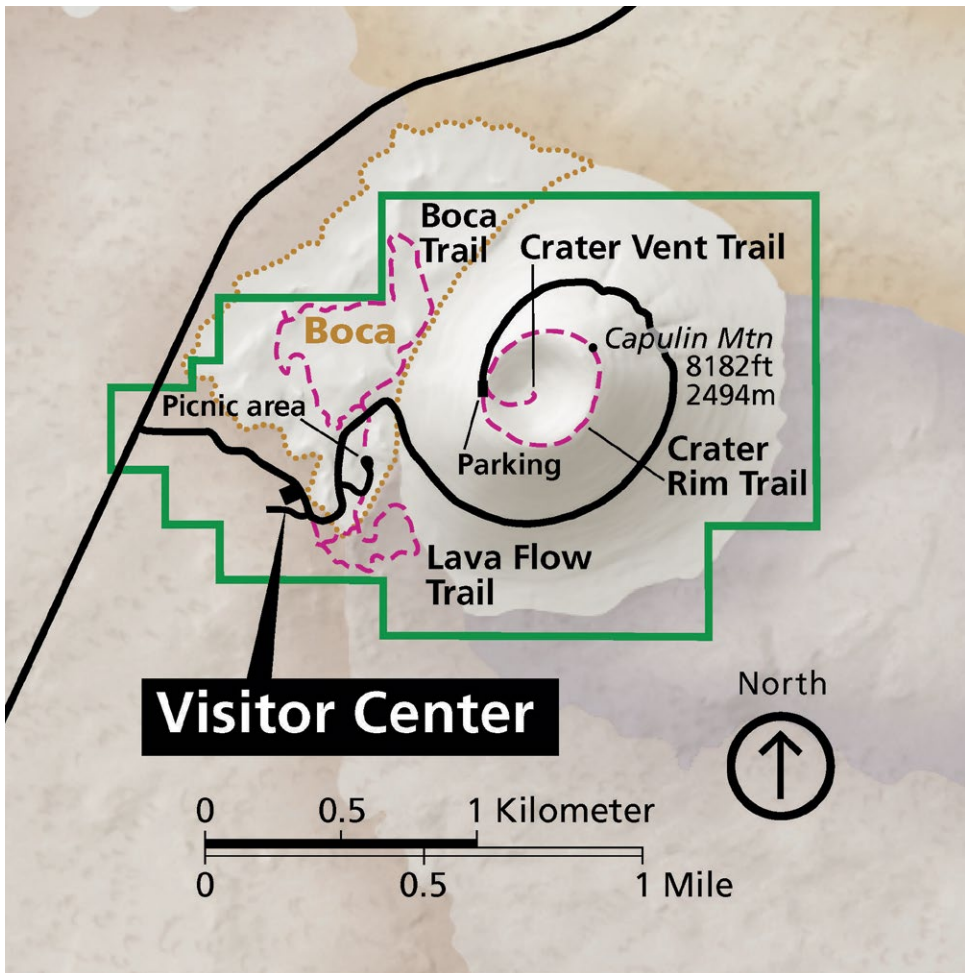 Boca
Trail
Crater Vent Trail
Boca
Capulin Mtn
8182ft
2494m
Picnic area
Parking
Crater
Rim Trail
Lava Flow
Trail
Visitor Center
North
0 0.5 1 Kilometer
0 0.5 1 Mile